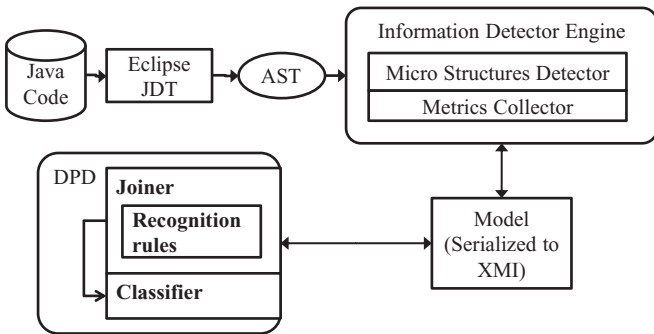 Java
Code
Eclipse
JDT
AST
Information Detector Engine
Micro Structures Detector
Metrics Collector
DPD
Joiner
Recognition
rules
Classifier
Model
(Serialized to
XMI)